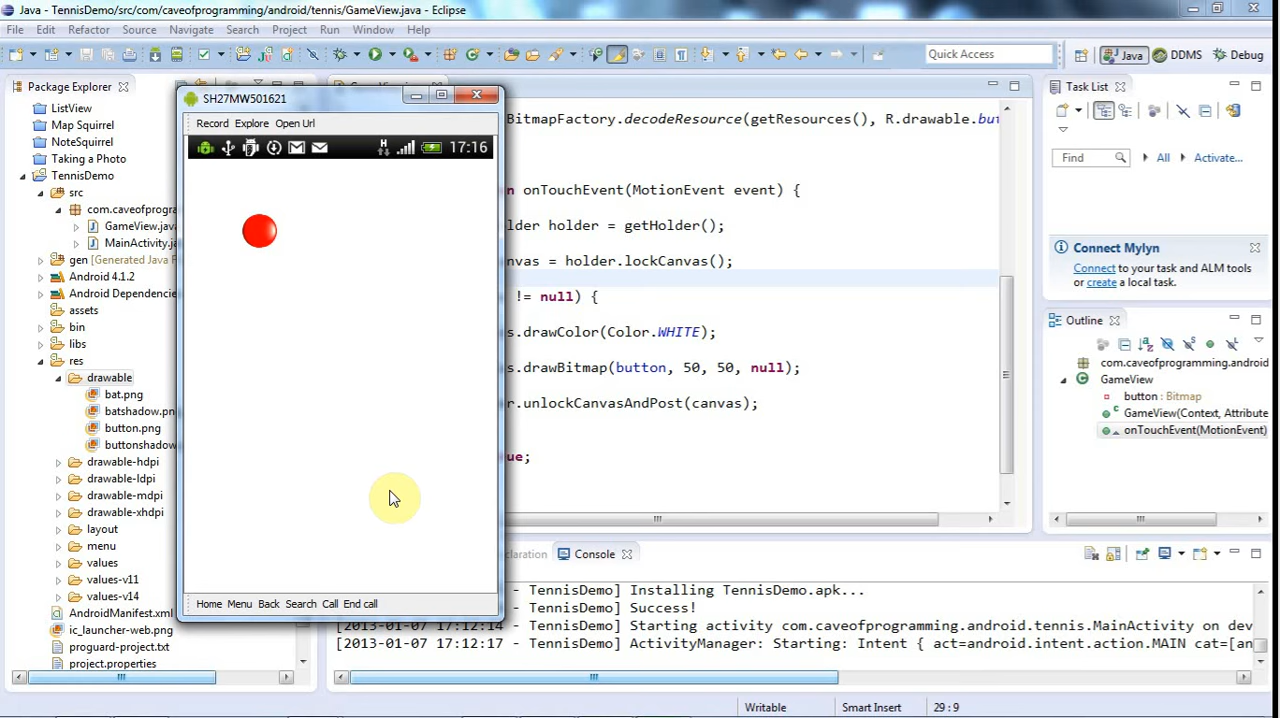 Java - TennisDemo/src/com/caveofprogramming/android/tennis/GameView.java - Eclipse
File Edit Refactor Source Navigate Search Project Run Window Help
Quick Access
Java
DDMS
Debug
Package Explorer
ListView
Map Squirrel
NoteSquirrel
Taking a Photo
TennisDemo
src
com.caveofprogra
GameView.java
MainActivity.j
gen [Generated Java F
Android 4.1.2
Android Dependencie
assets
bin
libs
res
drawable
bat.png
batshadow.pn
button.png
buttonshadow
drawable-hdpi
drawable-ldpi
drawable-mdpi
drawable-xhdpi
layout
menu
values
values-v11
values-v14
AndroidManifest.xml
ic_launcher-web.png
proguard-project.txt
project.properties
SH27MW501621
Record Explore Open Url
H 17:16
Home Menu Back Search Call End call
BitmapFactory.decodeResource(getResources(), R.drawable.but
n onTouchEvent(MotionEvent event) {
lder holder = getHolder();
nvas = holder.lockCanvas();
!= null) {
s.drawColor(Color.WHITE);
s.drawBitmap(button, 50, 50, null);
r.unlockCanvasAndPost(canvas);
ue;
claration Console
- TennisDemo] Installing TennisDemo.apk...
- TennisDemo] Success!
[2013-01-07 17:12:14 - TennisDemo] Starting activity com.caveofprogramming.android.tennis.MainActivity on dev
[2013-01-07 17:12:17 - TennisDemo] ActivityManager: Starting: Intent { act=android.intent.action.MAIN cat=[an
Task List
Find All Activate...
Connect Mylyn
Connect to your task and ALM tools
or create a local task.
Outline
com.caveofprogramming.android
GameView
button : Bitmap
GameView(Context, Attribute
onTouchEvent(MotionEvent)
Writable Smart Insert 29 : 9